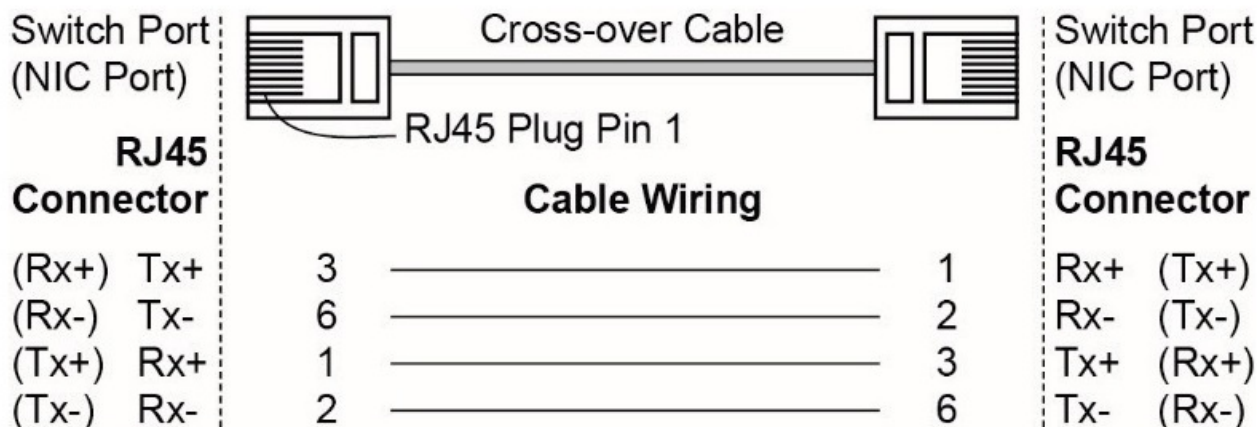 Switch Port Cross-over Cable Switch Port
(NIC Port) (NIC Port)
RJ45 Plug Pin 1
RJ45 RJ45
Connector Cable Wiring Connector
(Rx+) Tx+ 3 1 Rx+ (Tx+)
(Rx-) Tx- 6 2 Rx- (Tx-)
(Tx+) Rx+ 1 3 Tx+ (Rx+)
(Tx-) Rx- 2 6 Tx- (Rx-)